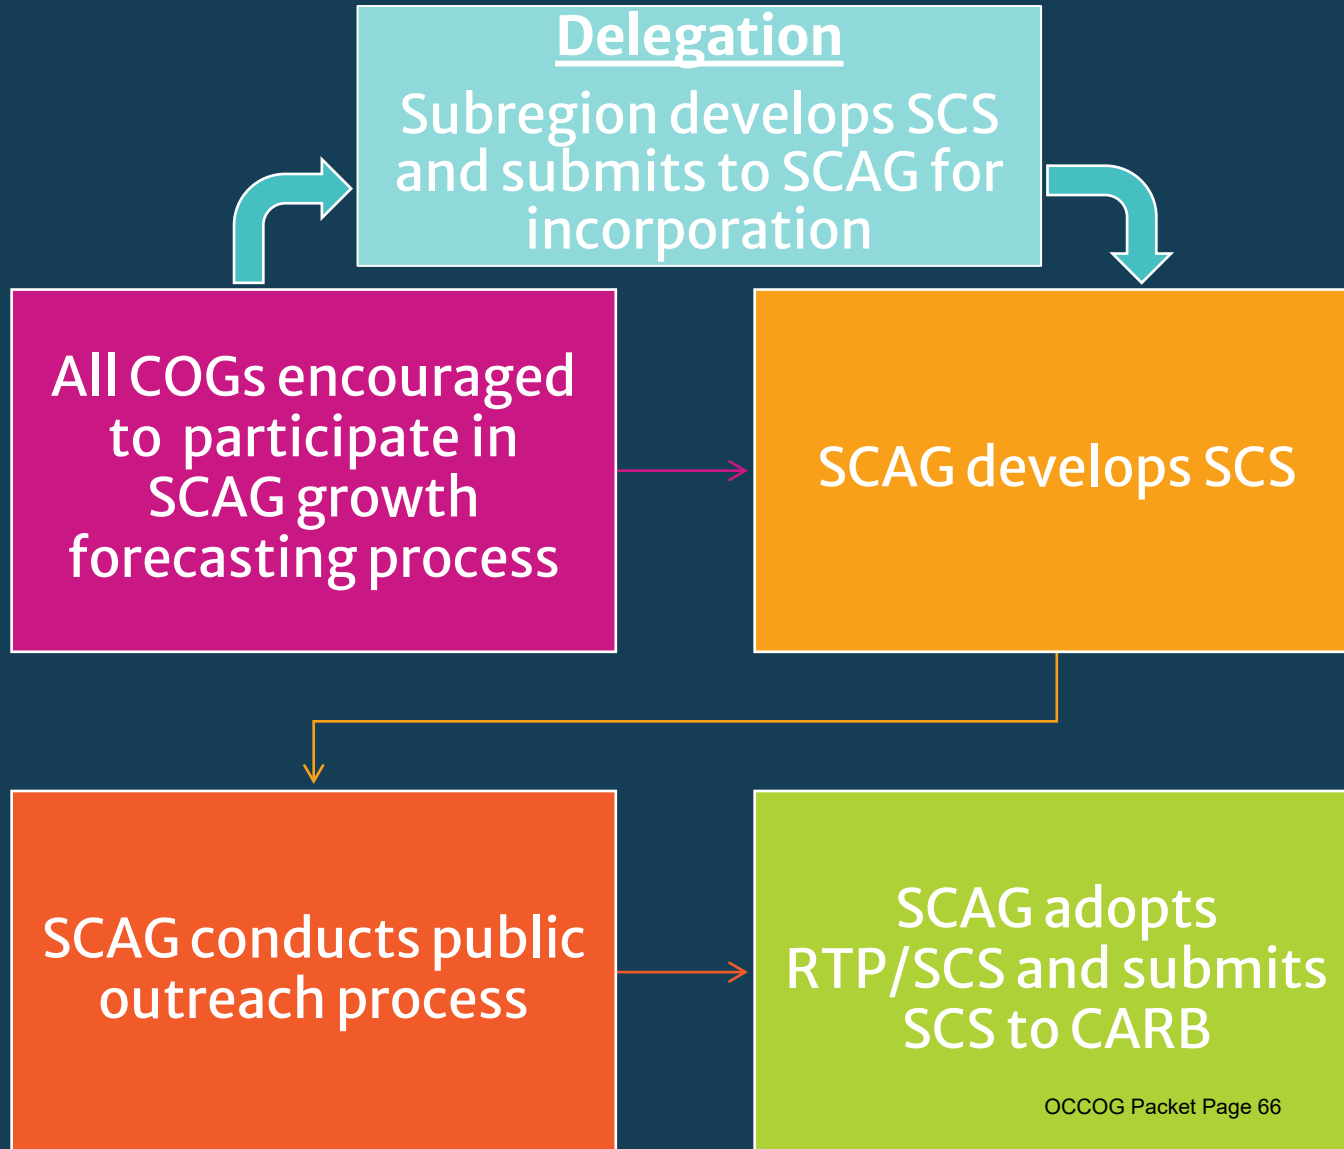 Delegation
Subregion develops SCS
and submits to SCAG for
incorporation
All COGs encouraged
to participate in
SCAG growth
forecasting process
SCAG develops SCS
SCAG conducts public
outreach process
SCAG adopts
RTP/SCS and submits
SCS to CARB
OCCOG Packet Page 66